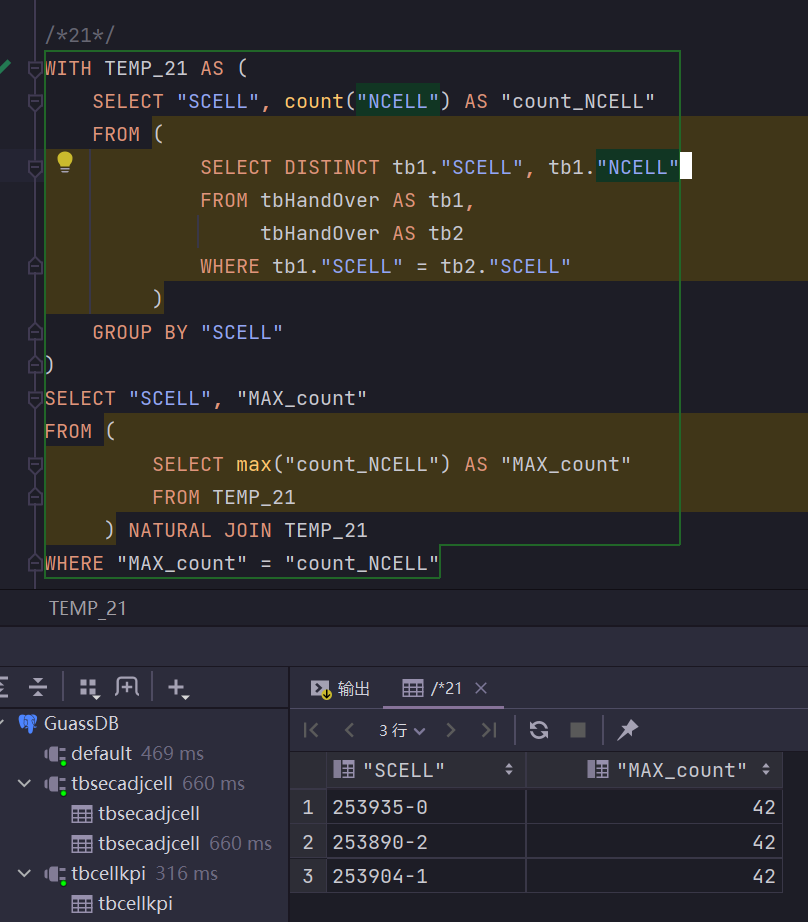 /*21*/
WITH TEMP_21 AS (
SELECT "SCELL", count("NCELL") AS "count_NCELL"
FROM (
SELECT DISTINCT tb1."SCELL", tb1."NCELL"
FROM tbHandOver AS tb1,
tbHandOver AS tb2
WHERE tb1."SCELL" = tb2."SCELL"
)
GROUP BY "SCELL"
)
SELECT "SCELL", "MAX_count"
FROM (
SELECT max("count_NCELL") AS "MAX_count"
FROM TEMP_21
) NATURAL JOIN TEMP_21
WHERE "MAX_count" = "count_NCELL"
TEMP_21
GuassDB
default 469 ms
tbsecadjcell 660 ms
tbsecadjcell
tbsecadjcell 660 ms
tbcellkpi 316 ms
tbcellkpi
输出 /*21
3 行
"SCELL" "MAX_count"
1 253935-0 42
2 253890-2 42
3 253904-1 42